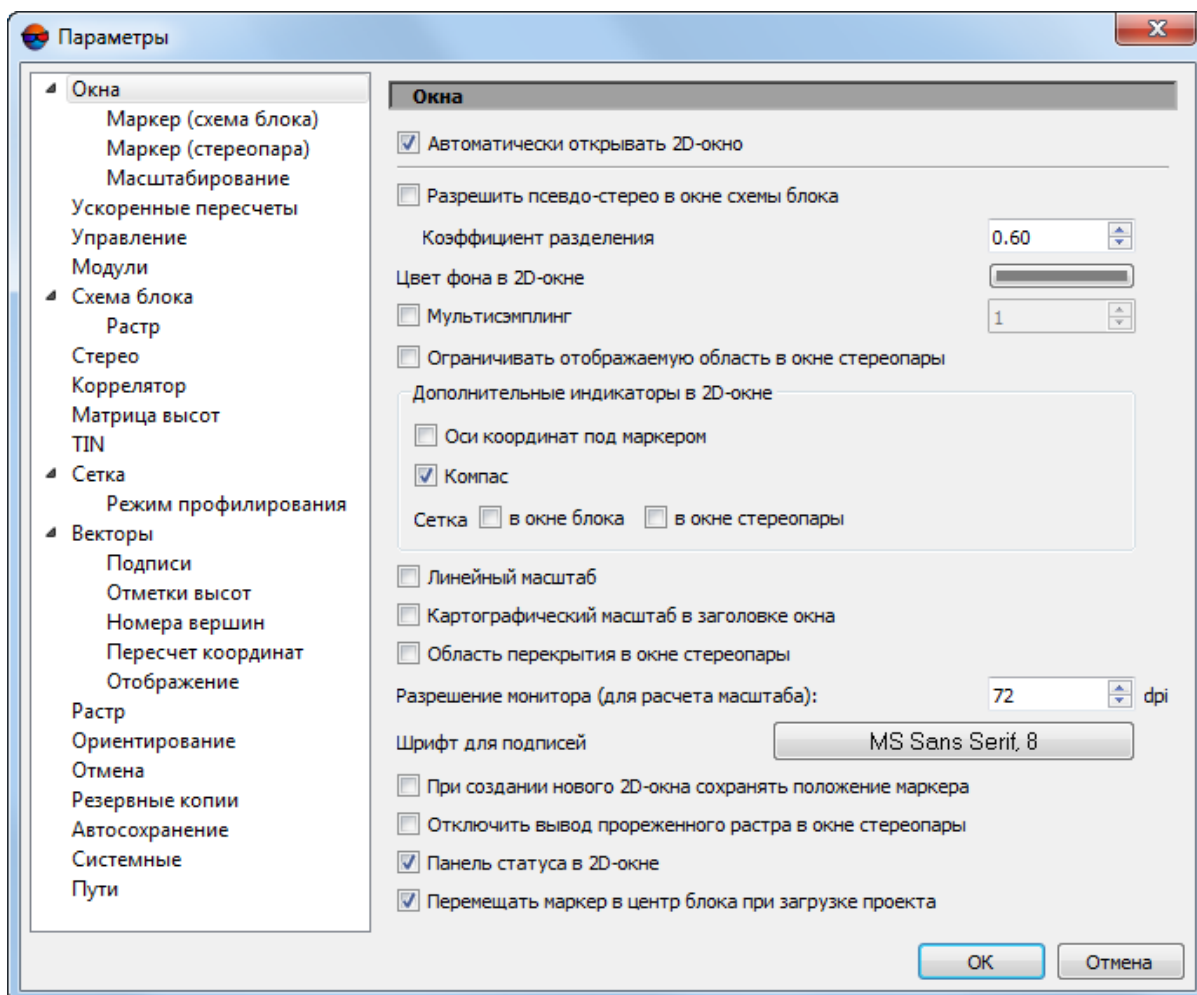 Параметры
Окна
Маркер (схема блока)
Маркер (стереопара)
Масштабирование
Ускоренные пересчеты
Управление
Модули
Схема блока
Растр
Стерео
Коррелятор
Матрица высот
TIN
Сетка
Режим профилирования
Векторы
Подписи
Отметки высот
Номера вершин
Пересчет координат
Отображение
Растр
Ориентирование
Отмена
Резервные копии
Автосохранение
Системные
Пути
Окна
Автоматически открывать 2D-окно
Разрешить псевдо-стерео в окне схемы блока
Коэффициент разделения 0.60
Цвет фона в 2D-окне
Мультисэмплинг 1
Ограничивать отображаемую область в окне стереопары
Дополнительные индикаторы в 2D-окне
Оси координат под маркером
Компас
Сетка в окне блока в окне стереопары
Линейный масштаб
Картографический масштаб в заголовке окна
Область перекрытия в окне стереопары
Разрешение монитора (для расчета масштаба): 72 dpi
Шрифт для подписей MS Sans Serif, 8
При создании нового 2D-окна сохранять положение маркера
Отключить вывод прореженного растра в окне стереопары
Панель статуса в 2D-окне
Перемещать маркер в центр блока при загрузке проекта
OK Отмена